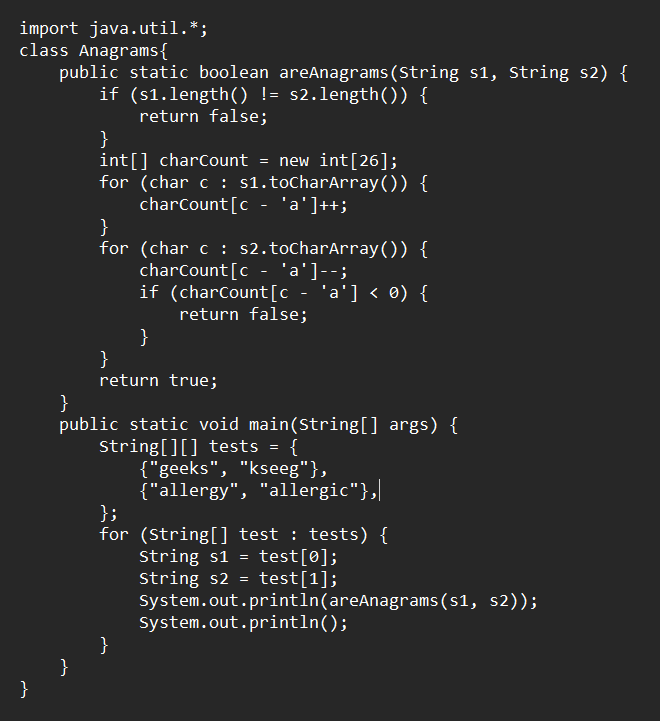 import java.util.*;
class Anagrams{
    public static boolean areAnagrams(String s1, String s2) {
        if (s1.length() != s2.length()) {
            return false;
        }
        int[] charCount = new int[26];
        for (char c : s1.toCharArray()) {
            charCount[c - 'a']++;
        }
        for (char c : s2.toCharArray()) {
            charCount[c - 'a']--;
            if (charCount[c - 'a'] < 0) {
                return false;
            }
        }
        return true;
    }
    public static void main(String[] args) {
        String[][] tests = {
            {"geeks", "kseeg"},
            {"allergy", "allergic"},
        };
        for (String[] test : tests) {
            String s1 = test[0];
            String s2 = test[1];
            System.out.println(areAnagrams(s1, s2));
            System.out.println();
        }
    }
}